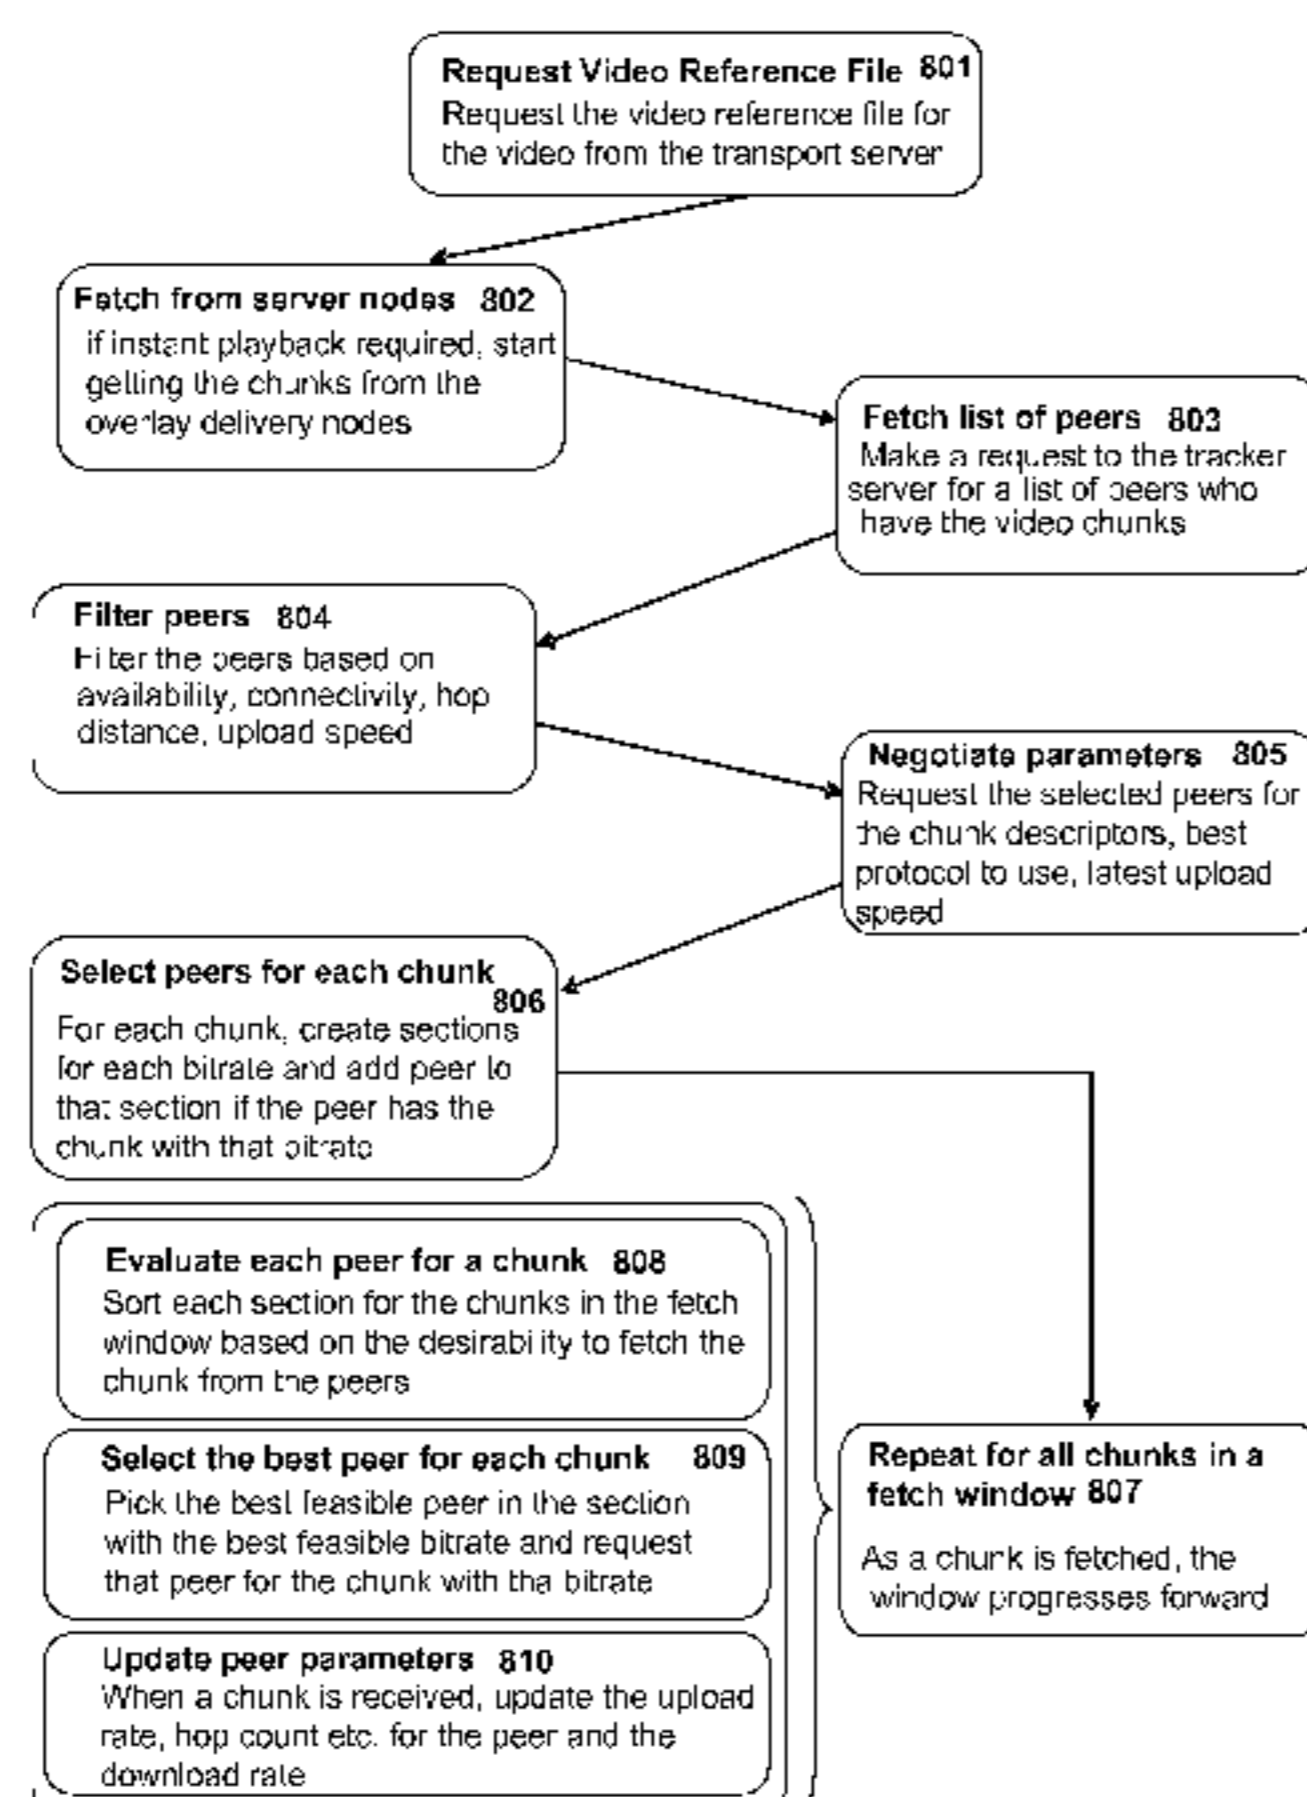 Request Video Reference File 801
Request the video reference file for
the video from the transport server
Fetch from server nodes 802
if instant playback required, start
getting the chunks from the
overlay delivery nodes
Fetch list of peers 803
Make a request to the tracker
server for a list of peers who
have the video chunks
Filter peers 804
Filter the peers based on
availability, connectivity, hop
distance, upload speed
Negotiate parameters 805
Request the selected peers for
the chunk descriptors, best
protocol to use, latest upload
speed
Select peers for each chunk
806
For each chunk, create sections
for each bitrate and add peer to
that section if the peer has the
chunk with that bitrate
Evaluate each peer for a chunk 808
Sort each section for the chunks in the fetch
window based on the desirability to fetch the
chunk from the peers
Select the best peer for each chunk 809
Pick the best feasible peer in the section
with the best feasible bitrate and request
that peer for the chunk with tha bitrate
Update peer parameters 810
When a chunk is received, update the upload
rate, hop count etc. for the peer and the
download rate
Repeat for all chunks in a
fetch window 807
As a chunk is fetched, the
window progresses forward